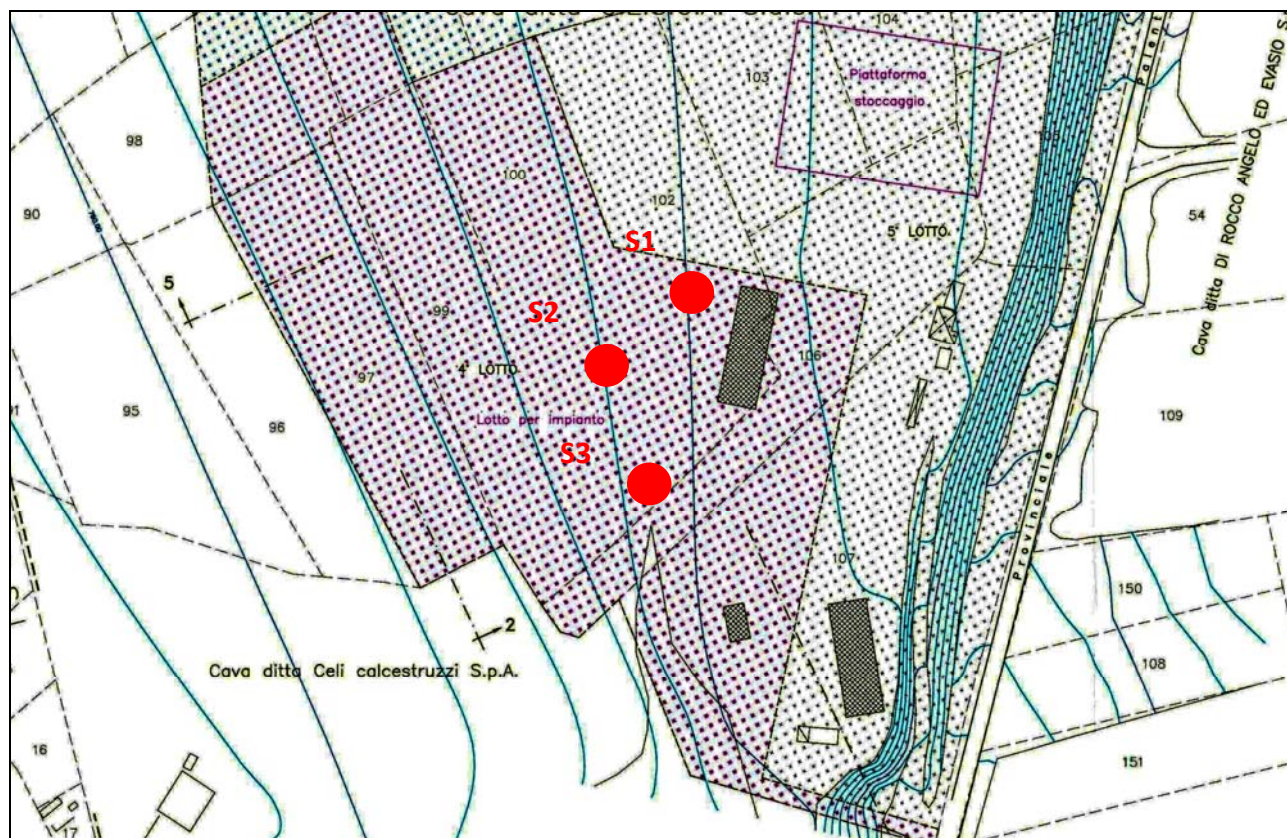 104
103
Piattaforma
stoccaggio
98
100
90
102
54
S1
5° LOTTO
5
S2
99
106
4° LOTTO
97
95
96
109
Lotto per impianto
S3
Cava ditta DI ROCCO ANGELO ED EVASIO S
Provinciale
107
150
2
108
Cava ditta Celi calcestruzzi S.p.A.
16
151
17